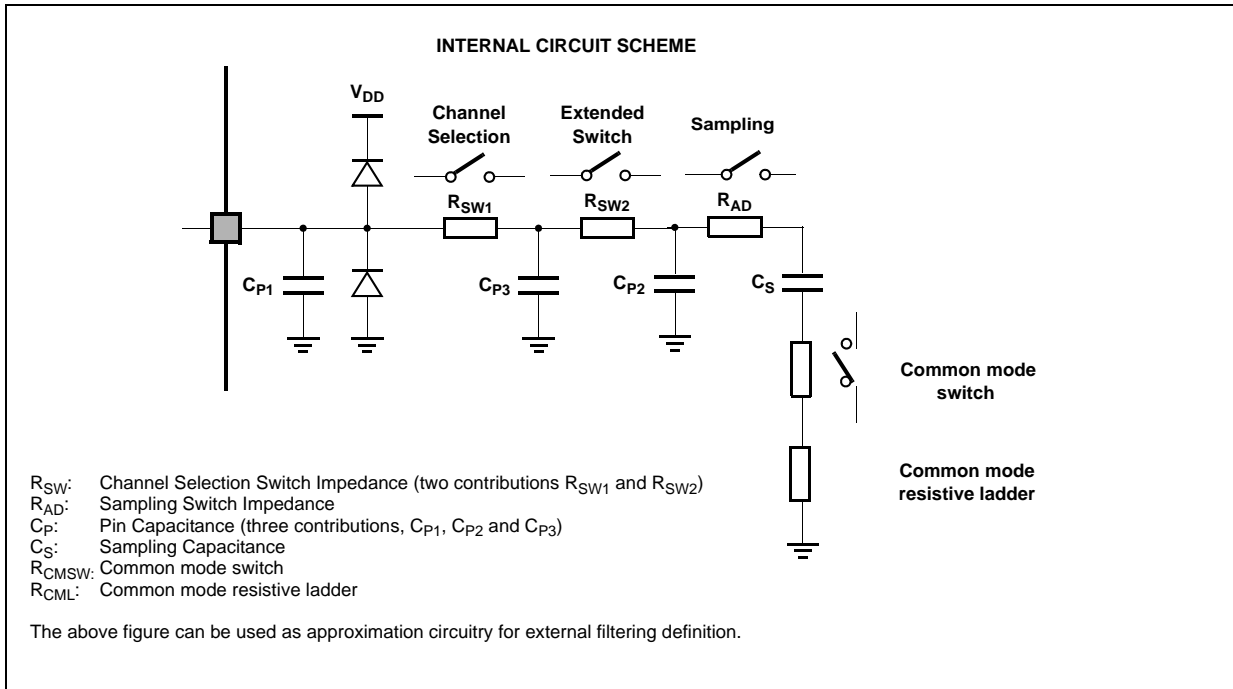 INTERNAL CIRCUIT SCHEME
VDD
Channel
Selection
Extended
Switch
Sampling
RSW1
RSW2
RAD
CP1
CP3
CP2
CS
Common mode
switch
Common mode
resistive ladder
RSW: Channel Selection Switch Impedance (two contributions RSW1 and RSW2)
RAD: Sampling Switch Impedance
CP: Pin Capacitance (three contributions, CP1, CP2 and CP3)
CS: Sampling Capacitance
RCMSW: Common mode switch
RCML: Common mode resistive ladder
The above figure can be used as approximation circuitry for external filtering definition.